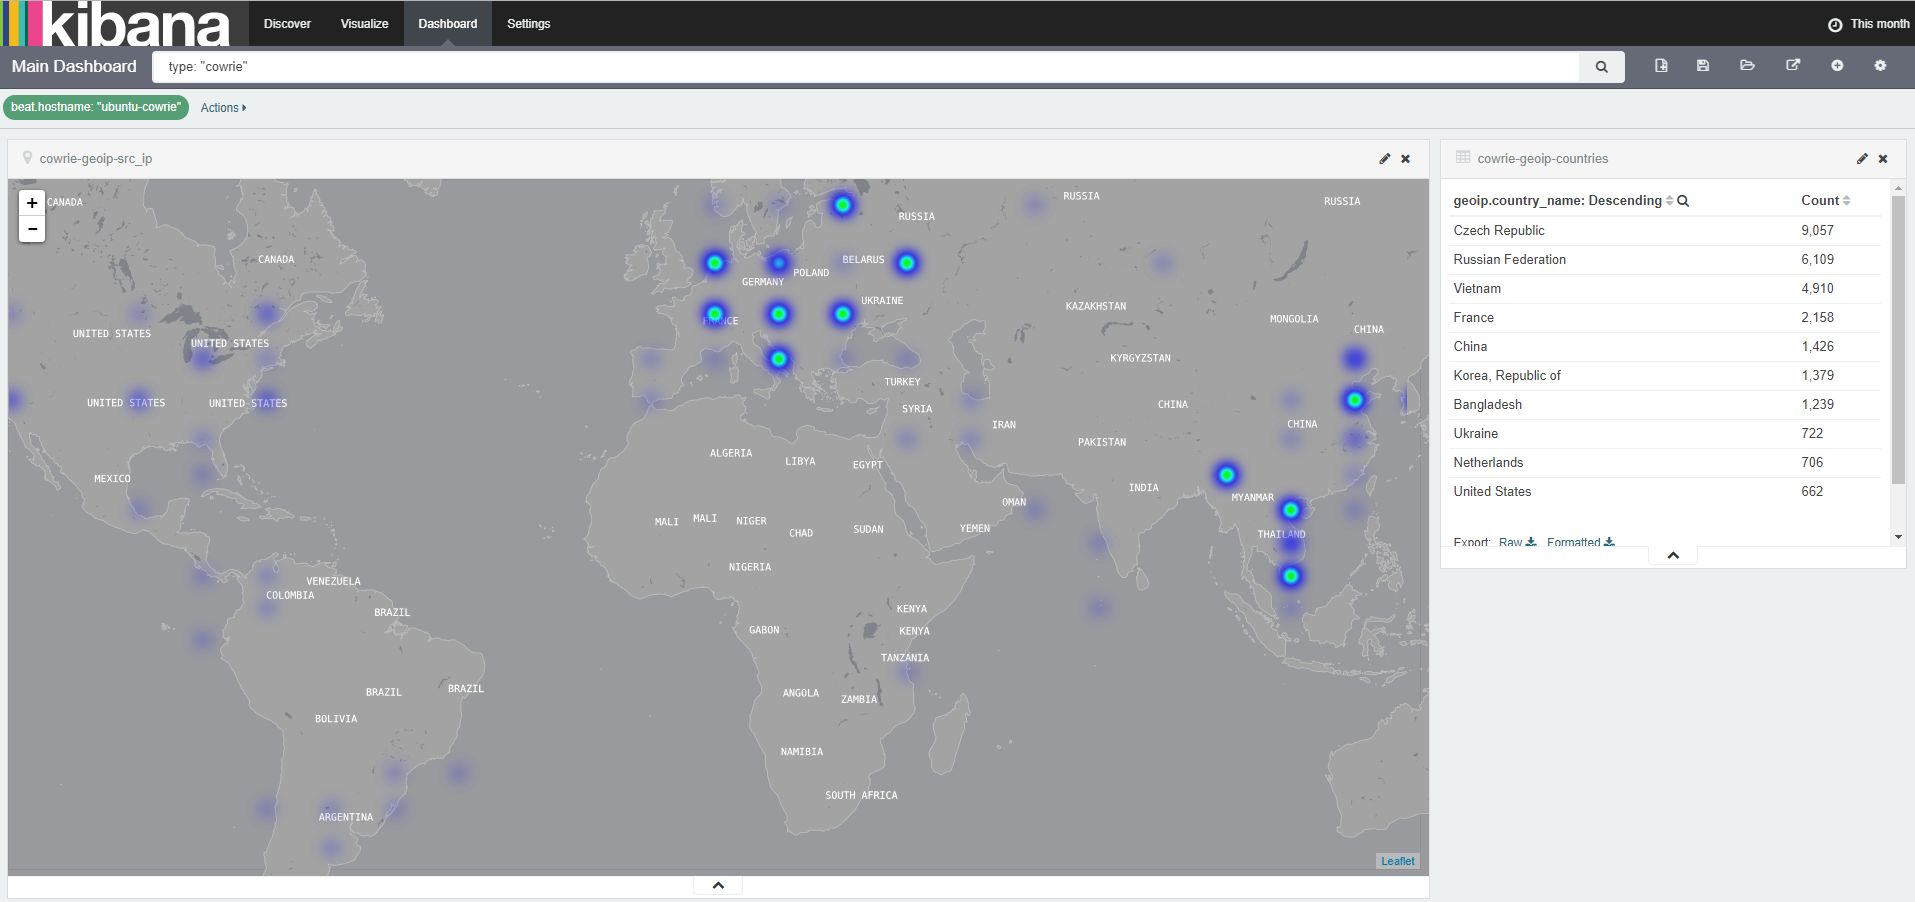 kibana
Discover Visualize Dashboard Settings
This month
Main Dashboard
type: "cowrie"
beat.hostname: "ubuntu-cowrie"
Actions
cowrie-geoip-src_ip
+
−
CANADA
RUSSIA
RUSSIA
RUSSIA
CANADA
BELARUS
POLAND
GERMANY
UKRAINE
KAZAKHSTAN
FRANCE
MONGOLIA
CHINA
UNITED STATES
UNITED STATES
KYRGYZSTAN
TURKEY
UNITED STATES
UNITED STATES
SYRIA
CHINA
IRAN
CHINA
PAKISTAN
ALGERIA
LIBYA
EGYPT
MEXICO
INDIA
MYANMAR
OMAN
MALI
MALI
NIGER
CHAD
SUDAN
YEMEN
THAILAND
NIGERIA
VENEZUELA
COLOMBIA
BRAZIL
KENYA
GABON
KENYA
TANZANIA
BRAZIL
BRAZIL
ANGOLA
ZAMBIA
BOLIVIA
NAMIBIA
SOUTH AFRICA
ARGENTINA
Leaflet
cowrie-geoip-countries
geoip.country_name: Descending Count
Czech Republic 9,057
Russian Federation 6,109
Vietnam 4,910
France 2,158
China 1,426
Korea, Republic of 1,379
Bangladesh 1,239
Ukraine 722
Netherlands 706
United States 662
Export: Raw Formatted